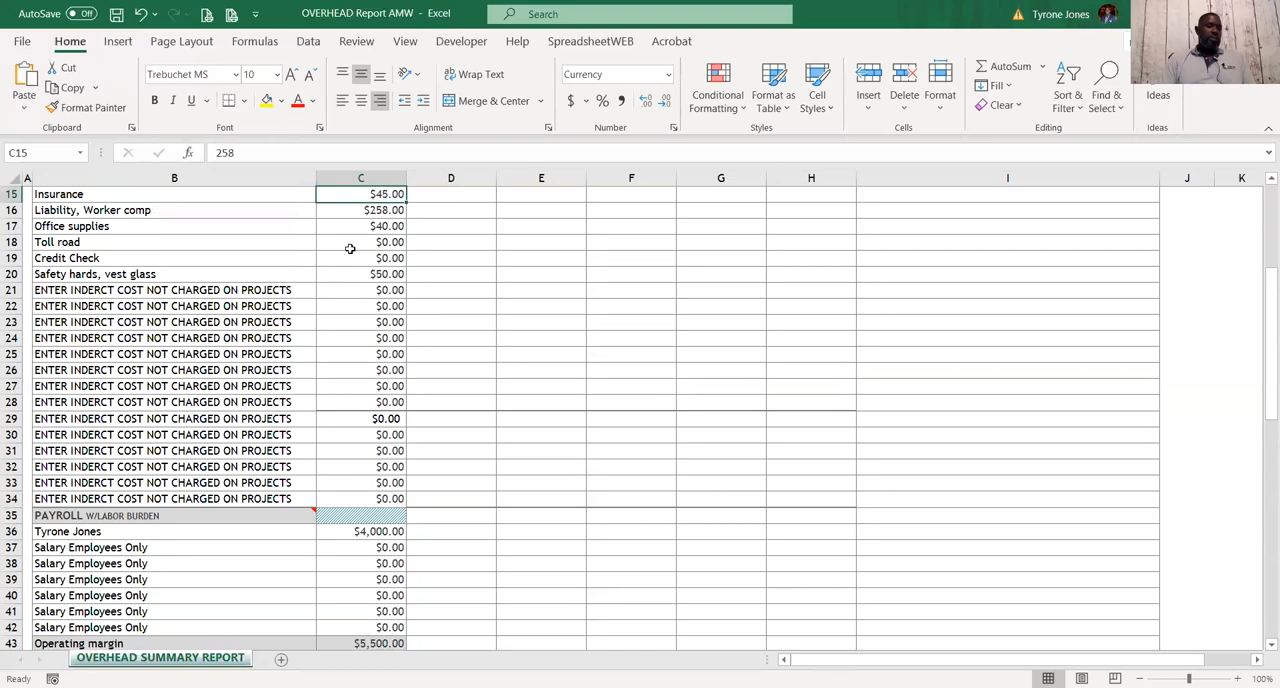 AutoSave Off OVERHEAD Report AMW - Excel Search Tyrone Jones
File Home Insert Page Layout Formulas Data Review View Developer Help SpreadsheetWEB Acrobat
Paste Cut Copy Format Painter
Trebuchet MS 10
B I U
Wrap Text
Merge & Center
Currency
$ %
Conditional Formatting Format as Table Cell Styles
Insert Delete Format
AutoSum Fill Clear
Sort & Filter Find & Select
Ideas
Clipboard Font Alignment Number Styles Cells Editing Ideas
C15 fx 258
A B C D E F G H I J K
15 Insurance $45.00
16 Liability, Worker comp $258.00
17 Office supplies $40.00
18 Toll road $0.00
19 Credit Check $0.00
20 Safety hards, vest glass $50.00
21 ENTER INDERCT COST NOT CHARGED ON PROJECTS $0.00
22 ENTER INDERCT COST NOT CHARGED ON PROJECTS $0.00
23 ENTER INDERCT COST NOT CHARGED ON PROJECTS $0.00
24 ENTER INDERCT COST NOT CHARGED ON PROJECTS $0.00
25 ENTER INDERCT COST NOT CHARGED ON PROJECTS $0.00
26 ENTER INDERCT COST NOT CHARGED ON PROJECTS $0.00
27 ENTER INDERCT COST NOT CHARGED ON PROJECTS $0.00
28 ENTER INDERCT COST NOT CHARGED ON PROJECTS $0.00
29 ENTER INDERCT COST NOT CHARGED ON PROJECTS $0.00
30 ENTER INDERCT COST NOT CHARGED ON PROJECTS $0.00
31 ENTER INDERCT COST NOT CHARGED ON PROJECTS $0.00
32 ENTER INDERCT COST NOT CHARGED ON PROJECTS $0.00
33 ENTER INDERCT COST NOT CHARGED ON PROJECTS $0.00
34 ENTER INDERCT COST NOT CHARGED ON PROJECTS $0.00
35 PAYROLL W/LABOR BURDEN
36 Tyrone Jones $4,000.00
37 Salary Employees Only $0.00
38 Salary Employees Only $0.00
39 Salary Employees Only $0.00
40 Salary Employees Only $0.00
41 Salary Employees Only $0.00
42 Salary Employees Only $0.00
43 Operating margin $5,500.00
OVERHEAD SUMMARY REPORT
Ready 100%